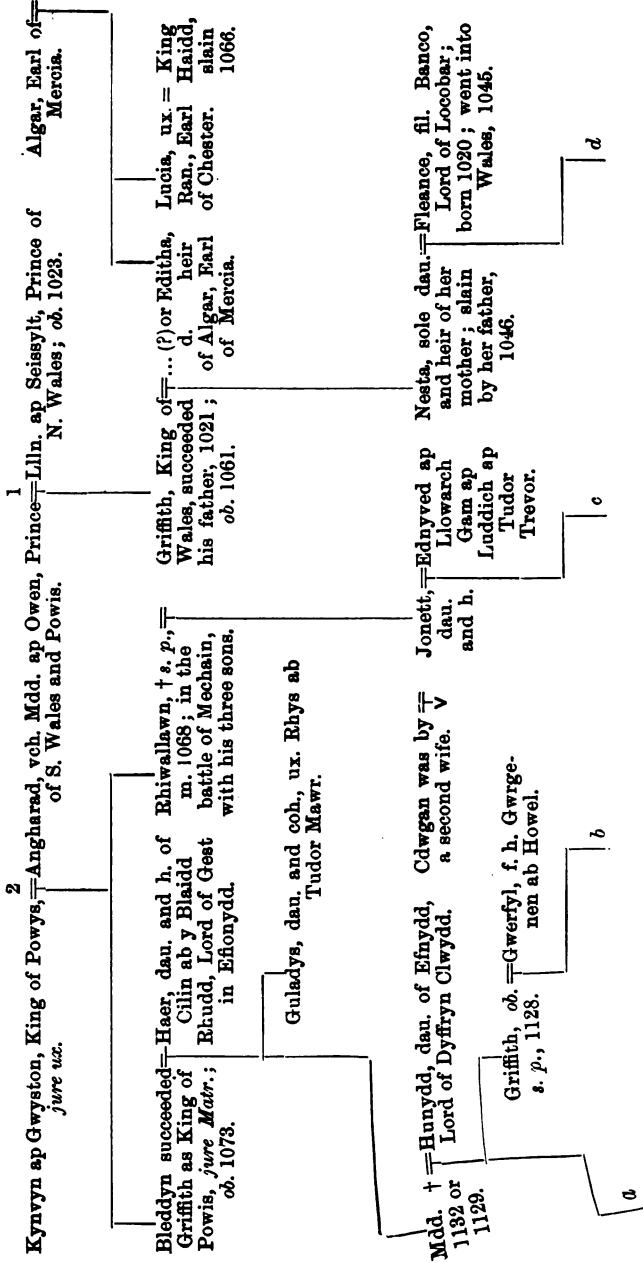 2 1
Kynvyn ap Gwyston, King of Powys,=Angharad, vch. Mdd. ap Owen, Prince=Llln. ap Seissylt, Prince of
jure ux.
of S. Wales and Powis.
N. Wales; ob. 1023.
Algar, Earl of=
Mercia.
Bleddyn succeeded=Haer, dau. and h. of
Griffith as King of
Powis, jure Matr.;
ob. 1073.
Cilin ab y Blaidd
Rhudd, Lord of Gest
in Efionydd.
Rhiwallawn, † s. p.,=
m. 1068; in the
battle of Mechain,
with his three sons.
Griffith, King of=... (?) or Editha,
Wales, succeeded
his father, 1021;
ob. 1061.
d. heir
of Algar, Earl
of Mercia.
Lucia, ux. = King
Ran., Earl Haidd,
of Chester. slain
1066.
Guladys, dau. and coh., ux. Rhys ab
Tudor Mawr.
Mdd. † =Hunydd, dau. of Efnydd,
1132 or
1129.
Lord of Dyffryn Clwydd.
Cdwgan was by =
a second wife. V
Jonett,=Ednyved ap
dau.
and h.
Llowarch
Gam ap
Luddich ap
Tudor
Trevor.
Nesta, sole dau.=Fleance, fil. Banco,
and heir of her
mother; slain
by her father,
1046.
Lord of Locobar;
born 1020; went into
Wales, 1045.
Griffith, ob. =Gwerfyl, f. h. Gwrge-
s. p., 1128.
nen ab Howel.
a
b
c
d